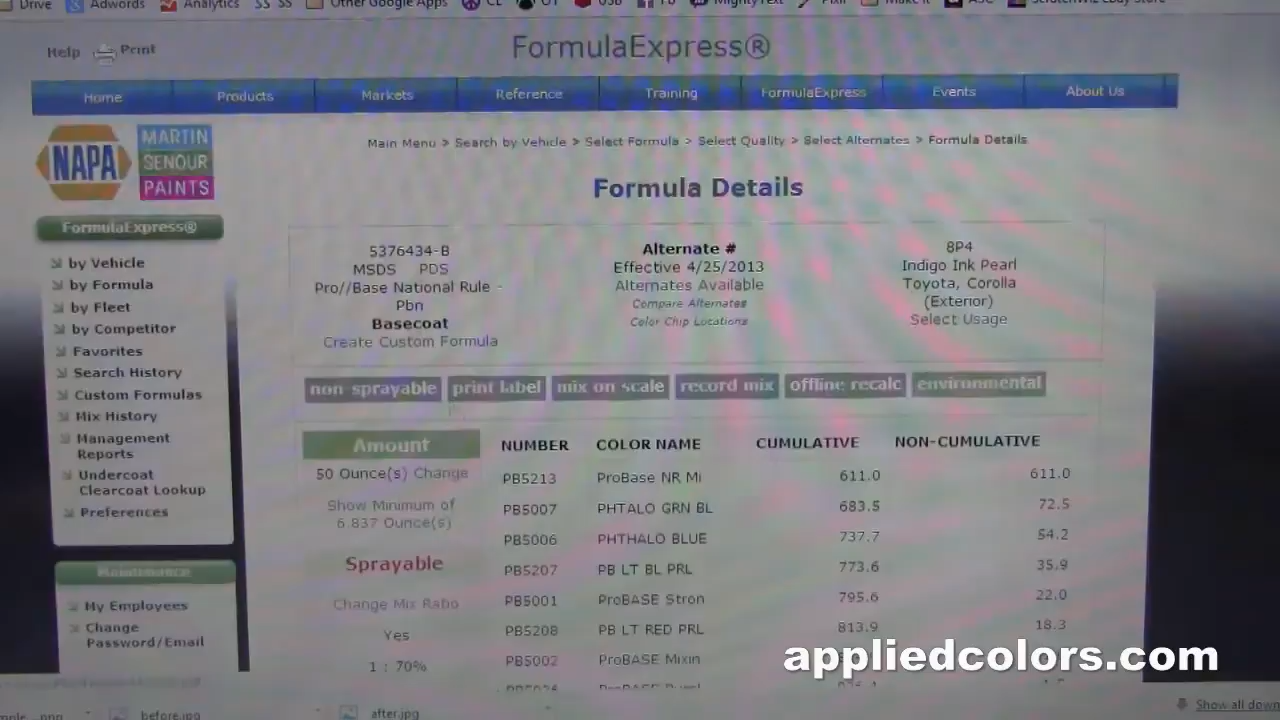 Drive Adwords Analytics SS SS Other Google Apps CL
Help Print
FormulaExpress®
Home Products Markets Reference Training FormulaExpress Events About Us
NAPA
MARTIN
SENOUR
PAINTS
Main Menu > Search by Vehicle > Select Formula > Select Quality > Select Alternates > Formula Details
Formula Details
FormulaExpress®
by Vehicle
by Formula
by Fleet
by Competitor
Favorites
Search History
Custom Formulas
Mix History
Management
Reports
Undercoat
Clearcoat Lookup
Preferences
Maintenance
My Employees
Change
Password/Email
5376434-B
MSDS PDS
Pro//Base National Rule -
Pbn
Basecoat
Create Custom Formula
Alternate #
Effective 4/25/2013
Alternates Available
Compare Alternates
Color Chip Locations
8P4
Indigo Ink Pearl
Toyota, Corolla
(Exterior)
Select Usage
non sprayable print label mix on scale record mix offline recalc environmental
Amount
50 Ounce(s) Change
Show Minimum of
6.837 Ounce(s)
Sprayable
Change Mix Ratio
Yes
1 : 70%
NUMBER COLOR NAME CUMULATIVE NON-CUMULATIVE
PB5213 ProBase NR Mi 611.0 611.0
PB5007 PHTALO GRN BL 683.5 72.5
PB5006 PHTHALO BLUE 737.7 54.2
PB5207 PB LT BL PRL 773.6 35.9
PB5001 ProBASE Stron 795.6 22.0
PB5208 PB LT RED PRL 813.9 18.3
PB5002 ProBASE Mixin
appliedcolors.com
before.jpg after.jpg Show all down